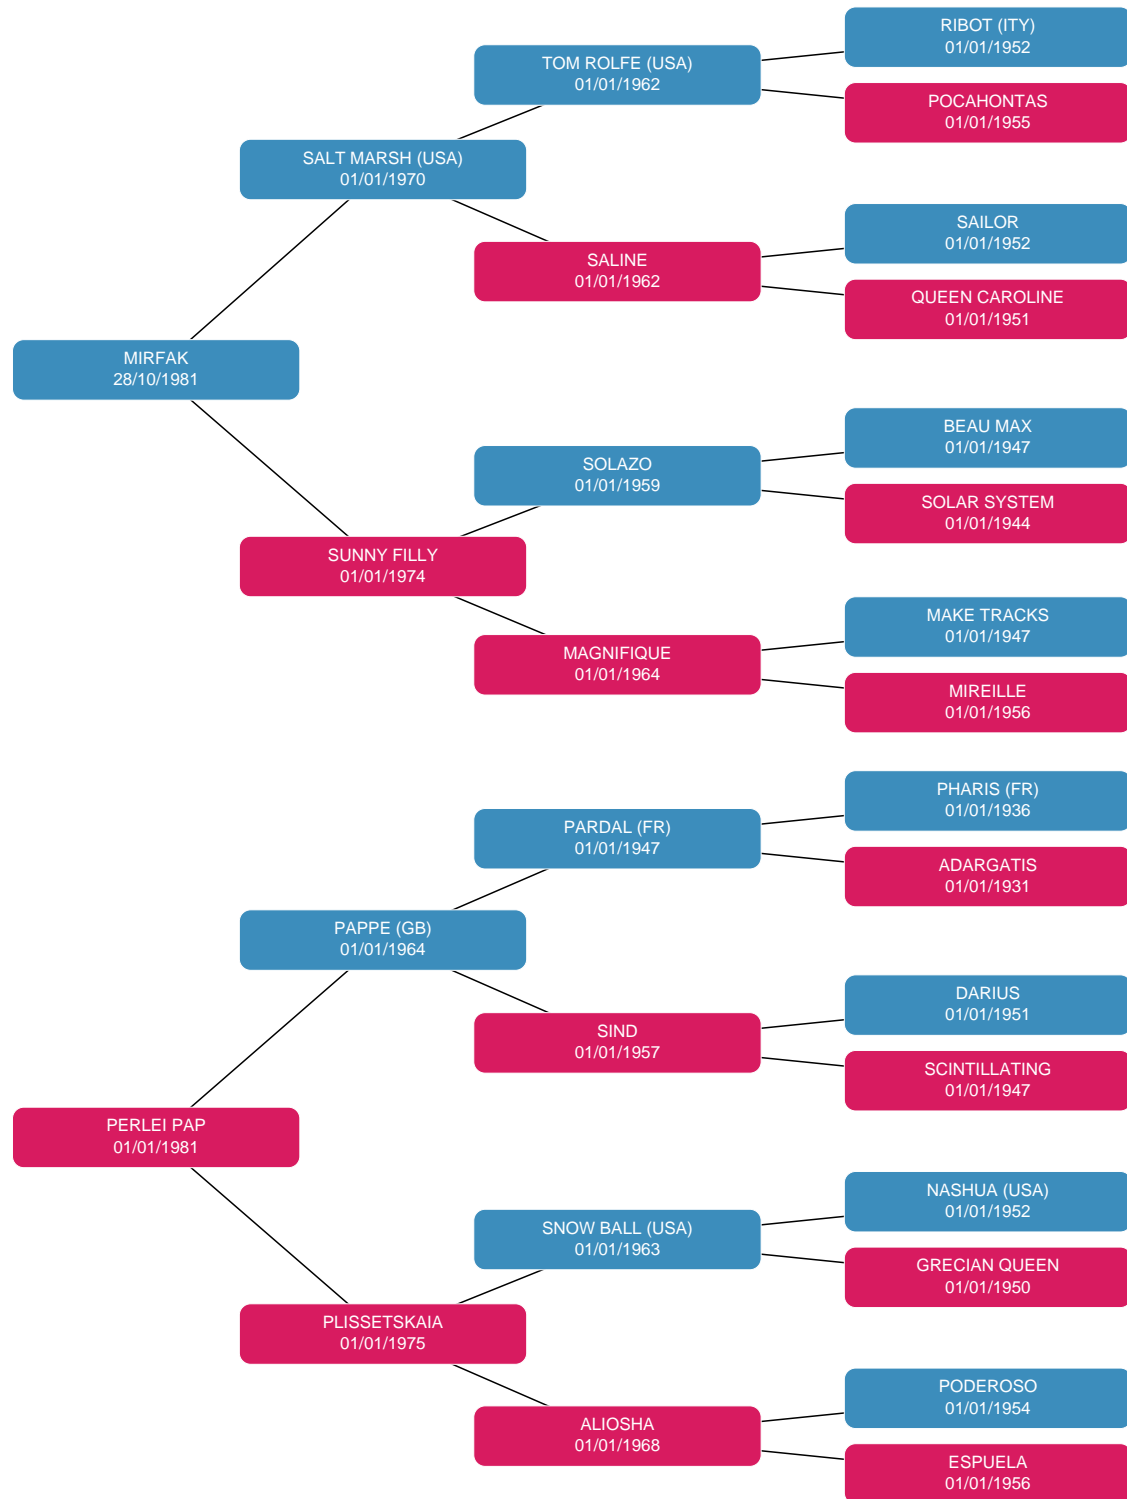 RIBOT (ITY)
01/01/1952
TOM ROLFE (USA)
01/01/1962
POCAHONTAS
01/01/1955
SALT MARSH (USA)
01/01/1970
SAILOR
01/01/1952
SALINE
01/01/1962
QUEEN CAROLINE
01/01/1951
MIRFAK
28/10/1981
BEAU MAX
01/01/1947
SOLAZO
01/01/1959
SOLAR SYSTEM
01/01/1944
SUNNY FILLY
01/01/1974
MAKE TRACKS
01/01/1947
MAGNIFIQUE
01/01/1964
MIREILLE
01/01/1956
PHARIS (FR)
01/01/1936
PARDAL (FR)
01/01/1947
ADARGATIS
01/01/1931
PAPPE (GB)
01/01/1964
DARIUS
01/01/1951
SIND
01/01/1957
SCINTILLATING
01/01/1947
PERLEI PAP
01/01/1981
NASHUA (USA)
01/01/1952
SNOW BALL (USA)
01/01/1963
GRECIAN QUEEN
01/01/1950
PLISSETSKAIA
01/01/1975
PODEROSO
01/01/1954
ALIOSHA
01/01/1968
ESPUELA
01/01/1956